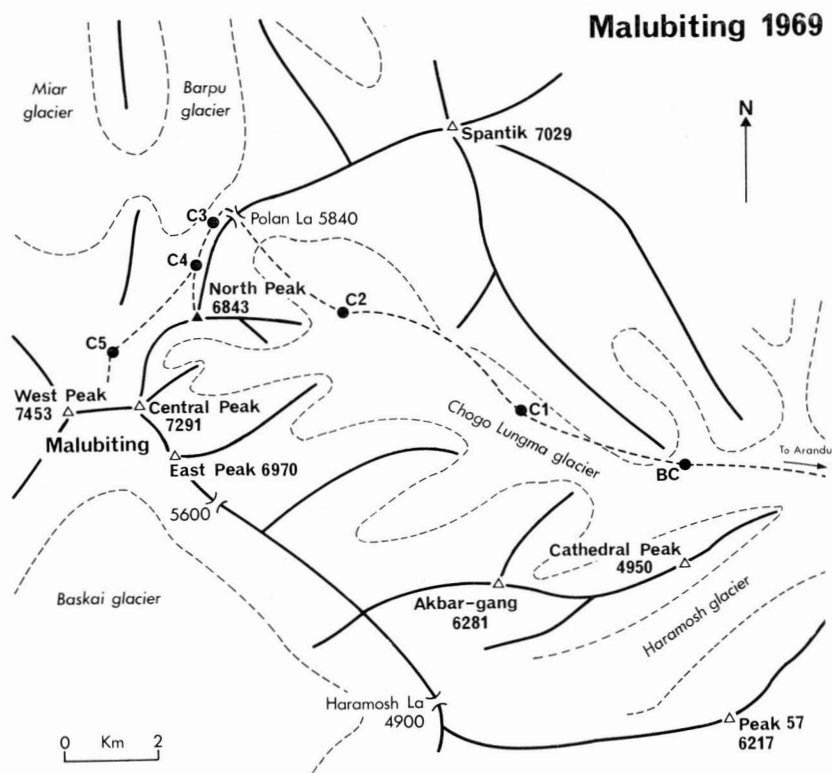 Malubiting 1969
Miar
glacier
Barpu
glacier
N
Spantik 7029
C3
Polan La 5840
C4
North Peak
6843
C2
C5
West Peak
7453
Central Peak
7291
C1
Malubiting
Chogo Lungma glacier
East Peak 6970
To Arandu
BC
5600
Cathedral Peak
4950
Baskai glacier
Akbar-gang
6281
Haramosh glacier
Haramosh La
4900
Peak 57
6217
0 Km 2